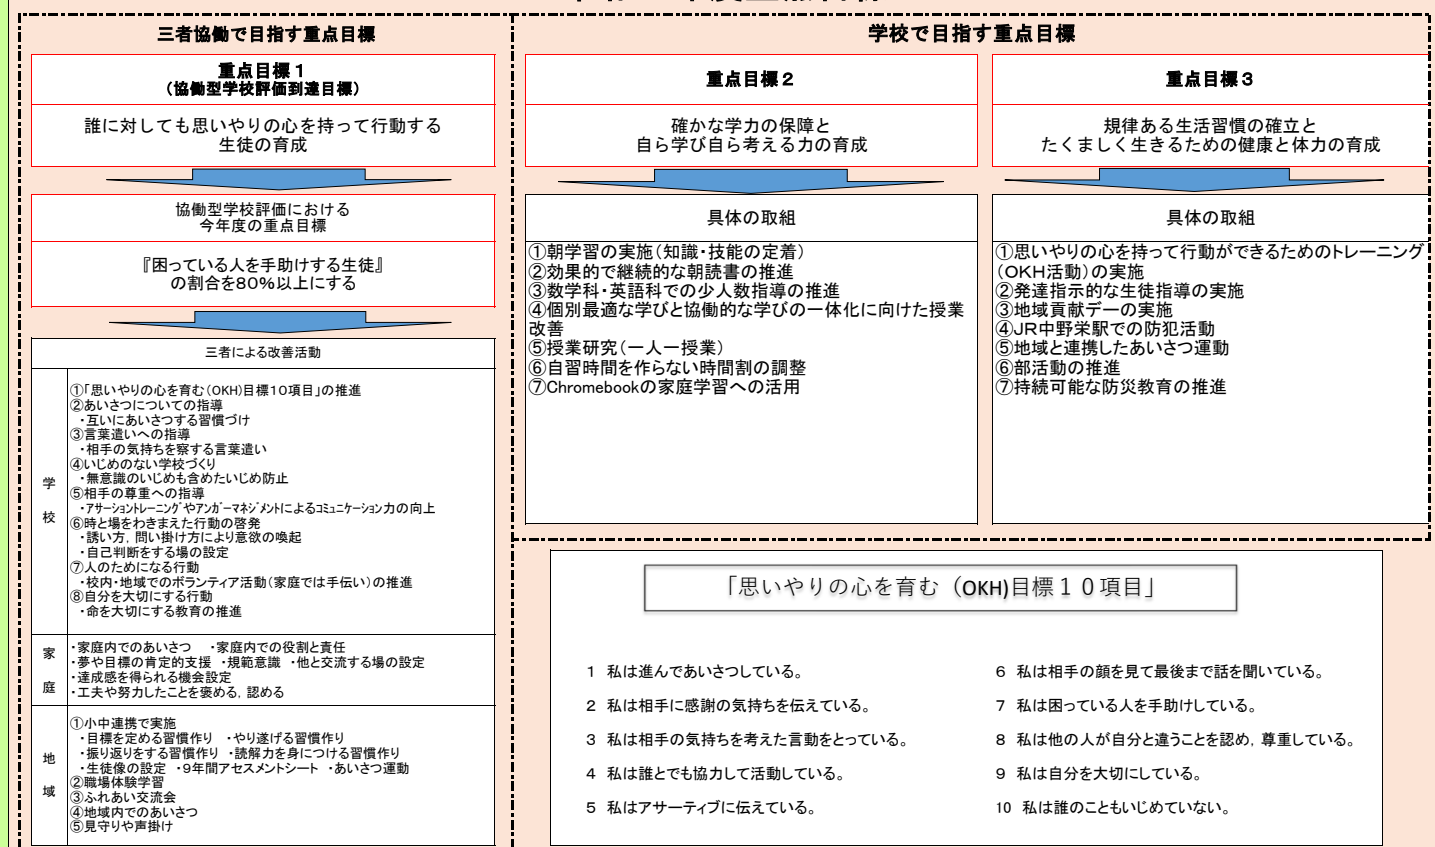 三者協働で目指す重点目標
重点目標１
（協働型学校評価到達目標）
誰に対しても思いやりの心を持って行動する
生徒の育成
協働型学校評価における
今年度の重点目標
『困っている人を手助けする生徒』
の割合を80％以上にする
三者による改善活動
学校
①「思いやりの心を育む（OKH）目標１０項目」の推進
②あいさつについての指導
・互いにあいさつする習慣づけ
③言葉遣いへの指導
・相手の気持ちを察する言葉遣い
④いじめのない学校づくり
・無意識のいじめも含めたいじめ防止
⑤相手の尊重への指導
・ｱｻｰｼｮﾝﾄﾚｰﾆﾝｸﾞやｱﾝｶﾞｰﾏﾈｼﾞﾒﾝﾄによるｺﾐｭﾆｹｰｼｮﾝ力の向上
⑥時と場をわきまえた行動の啓発
・誘い方，問い掛け方により意欲の喚起
・自己判断をする場の設定
⑦人のためになる行動
・校内・地域でのボランティア活動（家庭では手伝い）の推進
⑧自分を大切にする行動
・命を大切にする教育の推進
家庭
・家庭内でのあいさつ　・家庭内での役割と責任
・夢や目標の肯定的支援　・規範意識　・他と交流する場の設定
・達成感を得られる機会設定
・工夫や努力したことを褒める，認める
地域
①小中連携で実施
・目標を定める習慣作り　・やり遂げる習慣作り
・振り返りをする習慣作り　・読解力を身につける習慣作り
・生徒像の設定　・９年間アセスメントシート　・あいさつ運動
②職場体験学習
③ふれあい交流会
④地域内でのあいさつ
⑤見守りや声掛け
学校で目指す重点目標
重点目標２
確かな学力の保障と
自ら学び自ら考える力の育成
具体の取組
①朝学習の実施（知識・技能の定着）
②効果的で継続的な朝読書の推進
③数学科・英語科での少人数指導の推進
④個別最適な学びと協働的な学びの一体化に向けた授業
改善
⑤授業研究（一人一授業）
⑥自習時間を作らない時間割の調整
⑦Chromebookの家庭学習への活用
重点目標３
規律ある生活習慣の確立と
たくましく生きるための健康と体力の育成
具体の取組
①思いやりの心を持って行動ができるためのトレーニング
（OKH活動）の実施
②発達指示的な生徒指導の実施
③地域貢献デーの実施
④JR中野栄駅での防犯活動
⑤地域と連携したあいさつ運動
⑥部活動の推進
⑦持続可能な防災教育の推進
「思いやりの心を育む（OKH)目標１０項目」
１　私は進んであいさつしている。
２　私は相手に感謝の気持ちを伝えている。
３　私は相手の気持ちを考えた言動をとっている。
４　私は誰とでも協力して活動している。
５　私はアサーティブに伝えている。
６　私は相手の顔を見て最後まで話を聞いている。
７　私は困っている人を手助けしている。
８　私は他の人が自分と違うことを認め，尊重している。
９　私は自分を大切にしている。
10　私は誰のこともいじめていない。